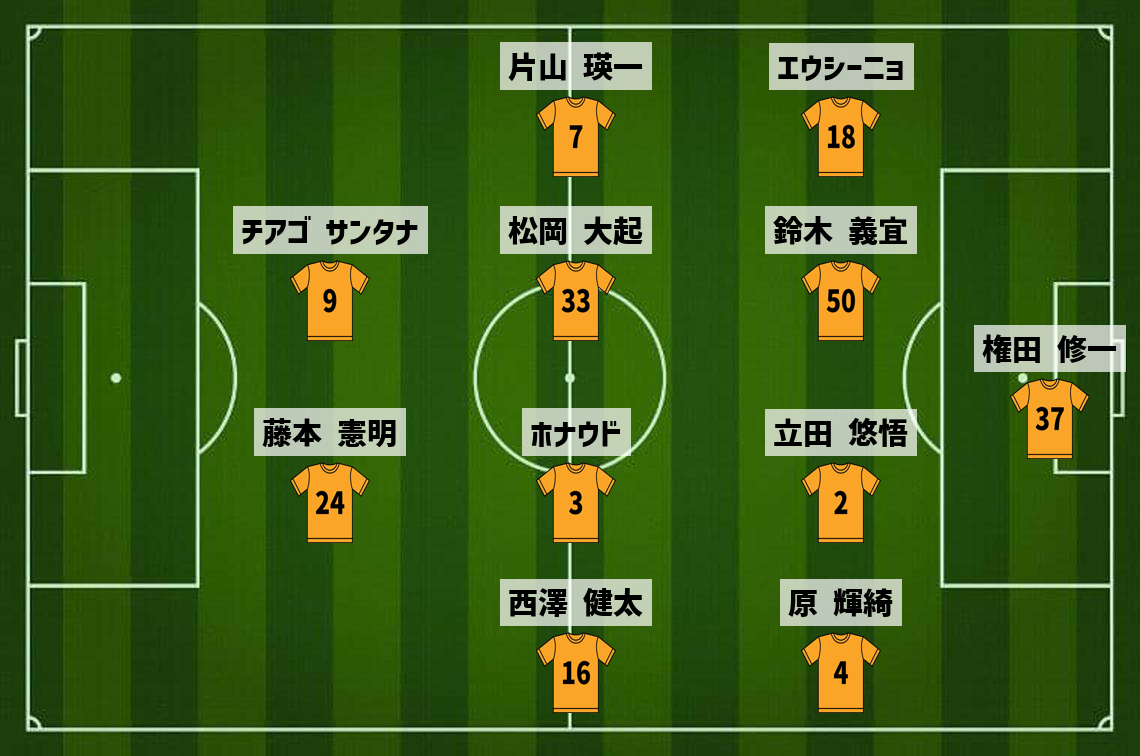 片山 瑛一
7
エウシーニョ
18
チアゴ サンタナ
9
松岡 大起
33
鈴木 義宜
50
権田 修一
37
藤本 憲明
24
ホナウド
3
立田 悠悟
2
西澤 健太
16
原 輝綺
4